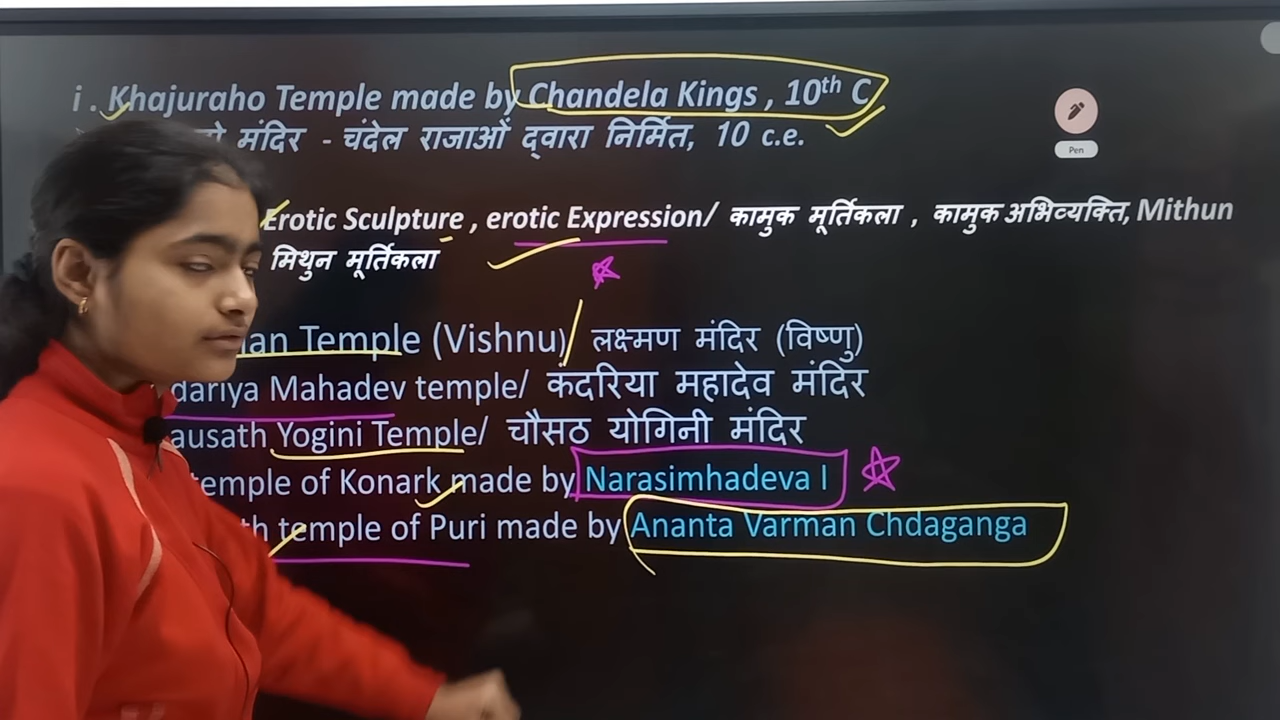 i . Khajuraho Temple made by Chandela Kings , 10th C
मंदिर - चंदेल राजाओं द्वारा निर्मित, 10 c.e.
Erotic Sculpture , erotic Expression/ कामुक मूर्तिकला , कामुक अभिव्यक्ति, Mithun
मिथुन मूर्तिकला
Temple (Vishnu)/ लक्ष्मण मंदिर (विष्णु)
dariya Mahadev temple/ कंदरिया महादेव मंदिर
ausath Yogini Temple/ चौसठ योगिनी मंदिर
temple of Konark made by Narasimhadeva I
temple of Puri made by Ananta Varman Chdaganga
Pen